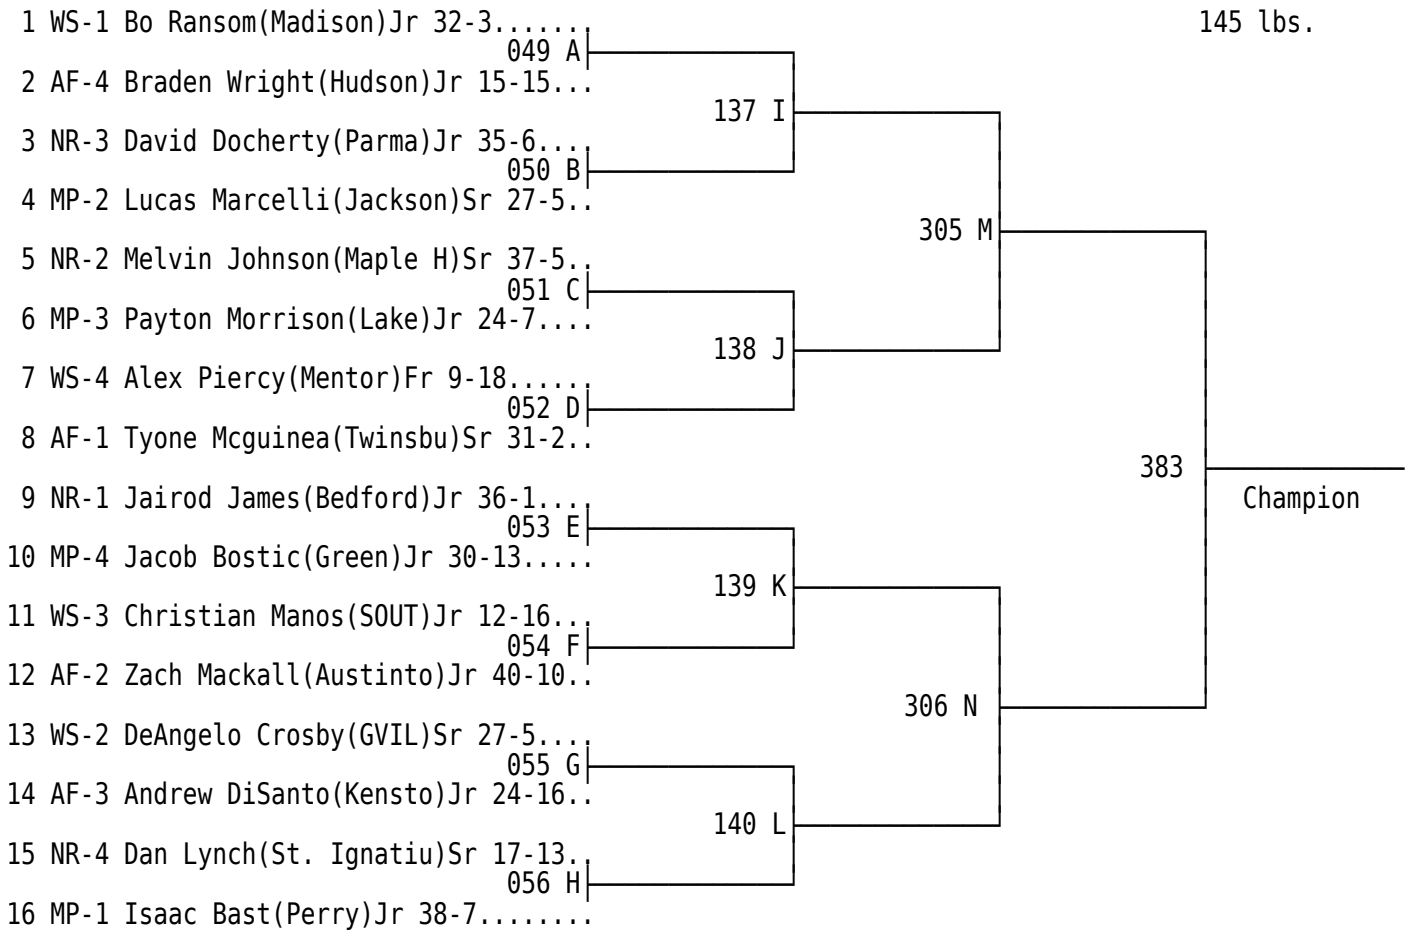 1 WS-1 Bo Ransom(Madison)Jr 32-3.......
145 lbs.
049 A
2 AF-4 Braden Wright(Hudson)Jr 15-15...
137 I
3 NR-3 David Docherty(Parma)Jr 35-6....
050 B
4 MP-2 Lucas Marcelli(Jackson)Sr 27-5..
305 M
5 NR-2 Melvin Johnson(Maple H)Sr 37-5..
051 C
6 MP-3 Payton Morrison(Lake)Jr 24-7....
138 J
7 WS-4 Alex Piercy(Mentor)Fr 9-18......
052 D
8 AF-1 Tyone Mcguinea(Twinsbu)Sr 31-2..
383
9 NR-1 Jairod James(Bedford)Jr 36-1....
Champion
053 E
10 MP-4 Jacob Bostic(Green)Jr 30-13.....
139 K
11 WS-3 Christian Manos(SOUT)Jr 12-16...
054 F
12 AF-2 Zach Mackall(Austinto)Jr 40-10..
306 N
13 WS-2 DeAngelo Crosby(GVIL)Sr 27-5....
055 G
14 AF-3 Andrew DiSanto(Kensto)Jr 24-16..
140 L
15 NR-4 Dan Lynch(St. Ignatiu)Sr 17-13..
056 H
16 MP-1 Isaac Bast(Perry)Jr 38-7........